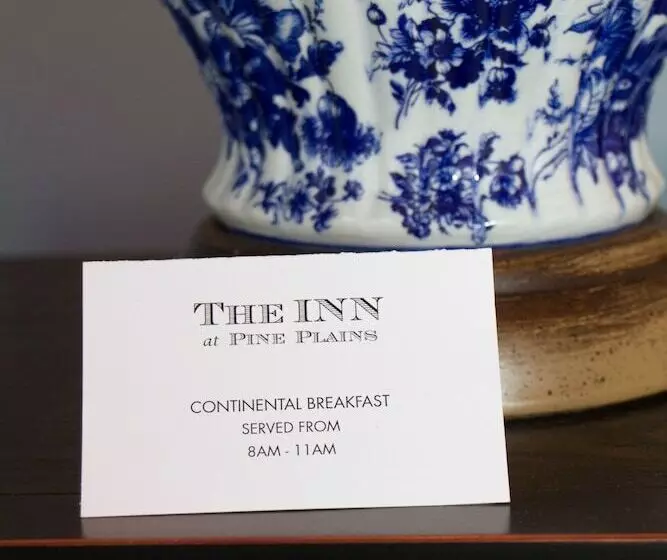 THE INN
at PINE PLAINS
CONTINENTAL BREAKFAST
SERVED FROM
8AM - 11AM